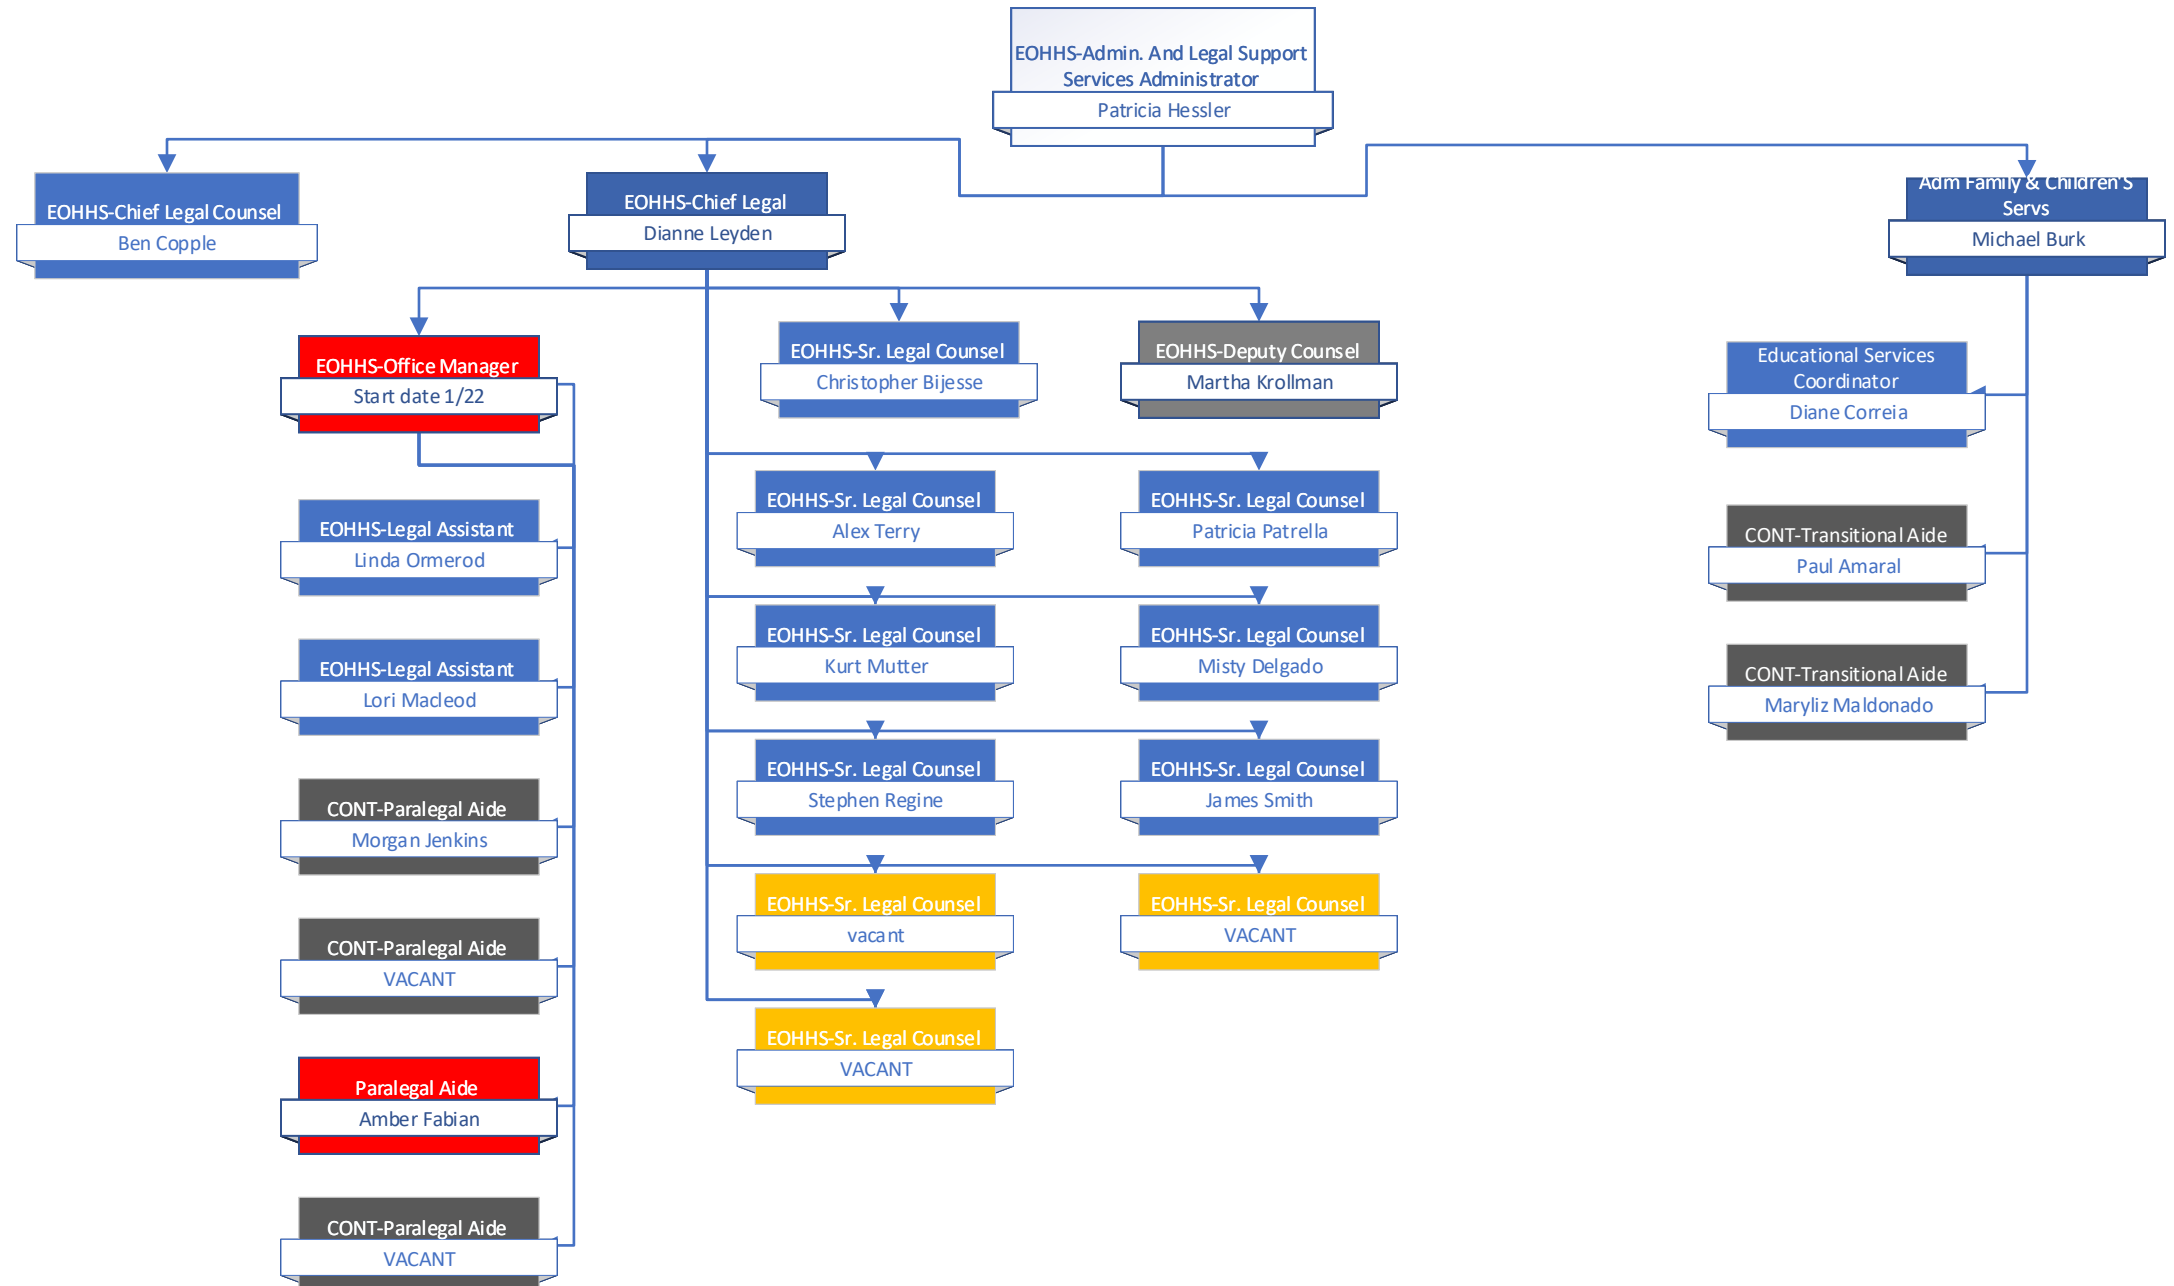 EOHHS-Admin. And Legal Support
Services Administrator
Patricia Hessler
EOHHS-Chief Legal Counsel
Ben Copple
EOHHS-Chief Legal
Dianne Leyden
Adm Family & Children'S
Servs
Michael Burk
EOHHS-Office Manager
Start date 1/22
EOHHS-Sr. Legal Counsel
Christopher Bijesse
EOHHS-Deputy Counsel
Martha Krollman
Educational Services
Coordinator
Diane Correia
EOHHS-Legal Assistant
Linda Ormerod
EOHHS-Sr. Legal Counsel
Alex Terry
EOHHS-Sr. Legal Counsel
Patricia Patrella
CONT-Transitional Aide
Paul Amaral
EOHHS-Legal Assistant
Lori Macleod
EOHHS-Sr. Legal Counsel
Kurt Mutter
EOHHS-Sr. Legal Counsel
Misty Delgado
CONT-Transitional Aide
Maryliz Maldonado
CONT-Paralegal Aide
Morgan Jenkins
EOHHS-Sr. Legal Counsel
Stephen Regine
EOHHS-Sr. Legal Counsel
James Smith
CONT-Paralegal Aide
VACANT
EOHHS-Sr. Legal Counsel
vacant
EOHHS-Sr. Legal Counsel
VACANT
Paralegal Aide
Amber Fabian
EOHHS-Sr. Legal Counsel
VACANT
CONT-Paralegal Aide
VACANT